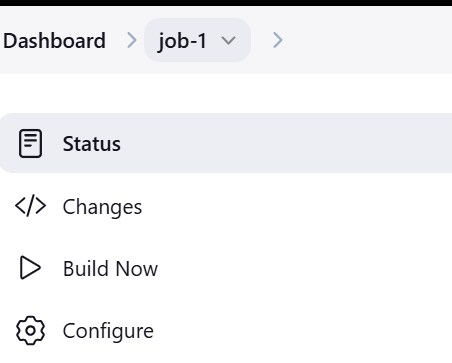 Dashboard job-1
Status
Changes
Build Now
Configure